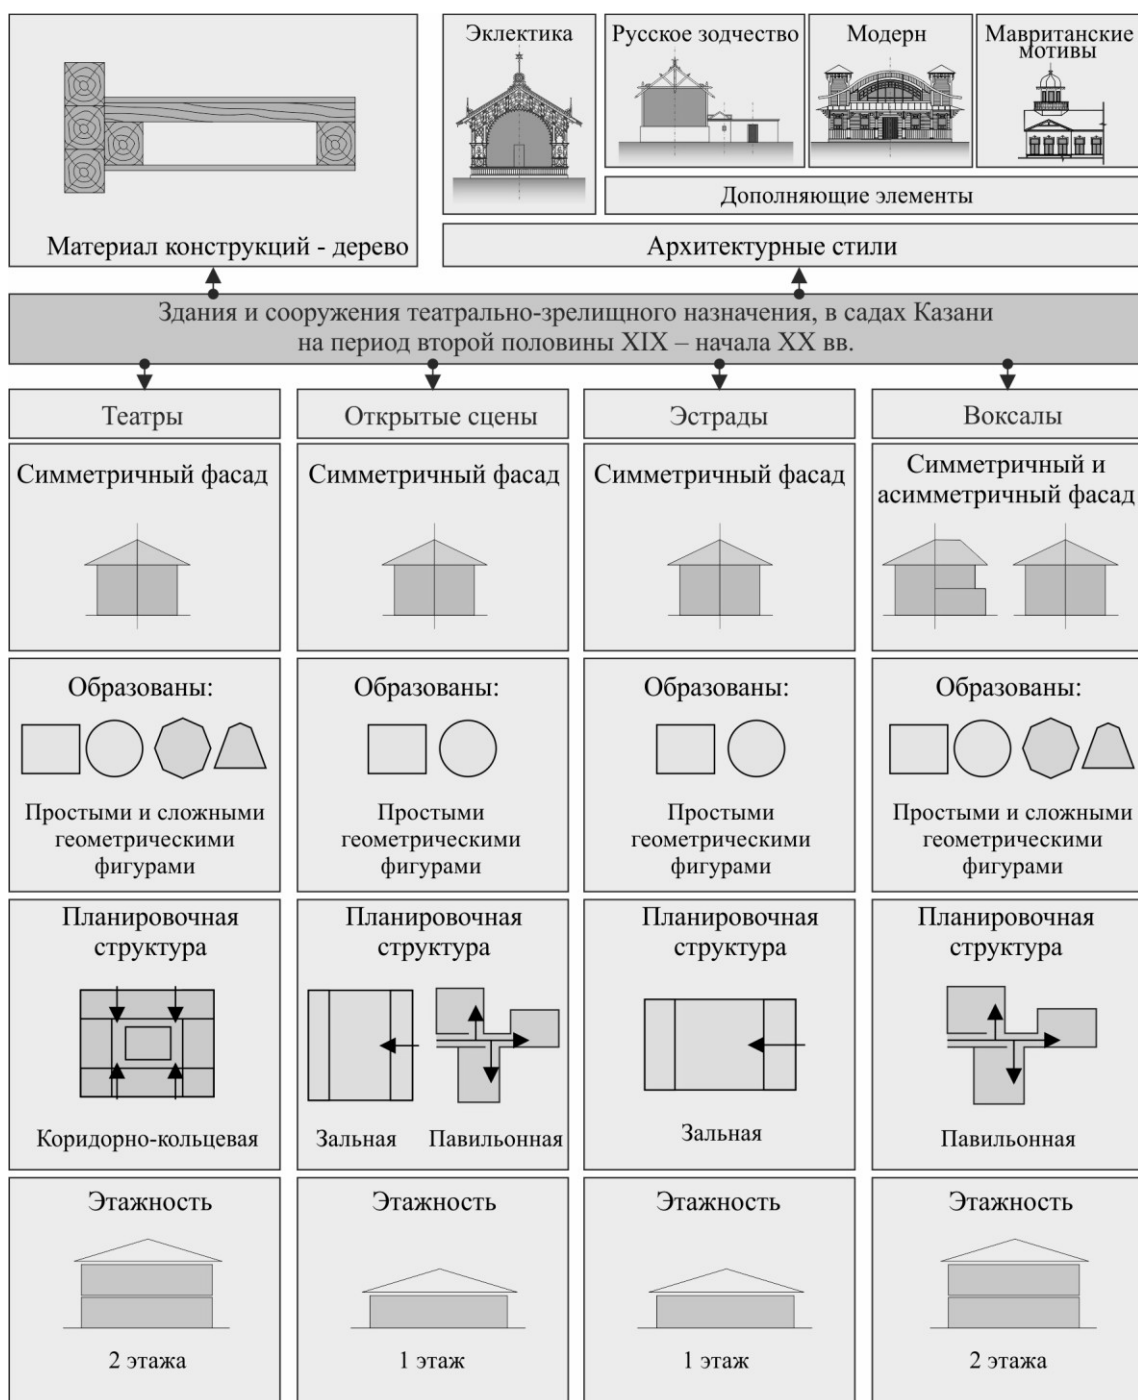 Эклектика
Русское зодчество
Модерн
Мавританские
мотивы
Дополняющие элементы
Материал конструкций - дерево
Архитектурные стили
Здания и сооружения театрально-зрелищного назначения, в садах Казани
на период второй половины XIX – начала XX вв.
Театры
Открытые сцены
Эстрады
Воксалы
Симметричный фасад
Симметричный фасад
Симметричный фасад
Симметричный и
асимметричный фасад
Образованы:
Образованы:
Образованы:
Образованы:
Простыми и сложными
геометрическими
фигурами
Простыми
геометрическими
фигурами
Простыми
геометрическими
фигурами
Простыми и сложными
геометрическими
фигурами
Планировочная
структура
Планировочная
структура
Планировочная
структура
Планировочная
структура
Коридорно-кольцевая
Зальная
Павильонная
Зальная
Павильонная
Этажность
Этажность
Этажность
Этажность
2 этажа
1 этаж
1 этаж
2 этажа